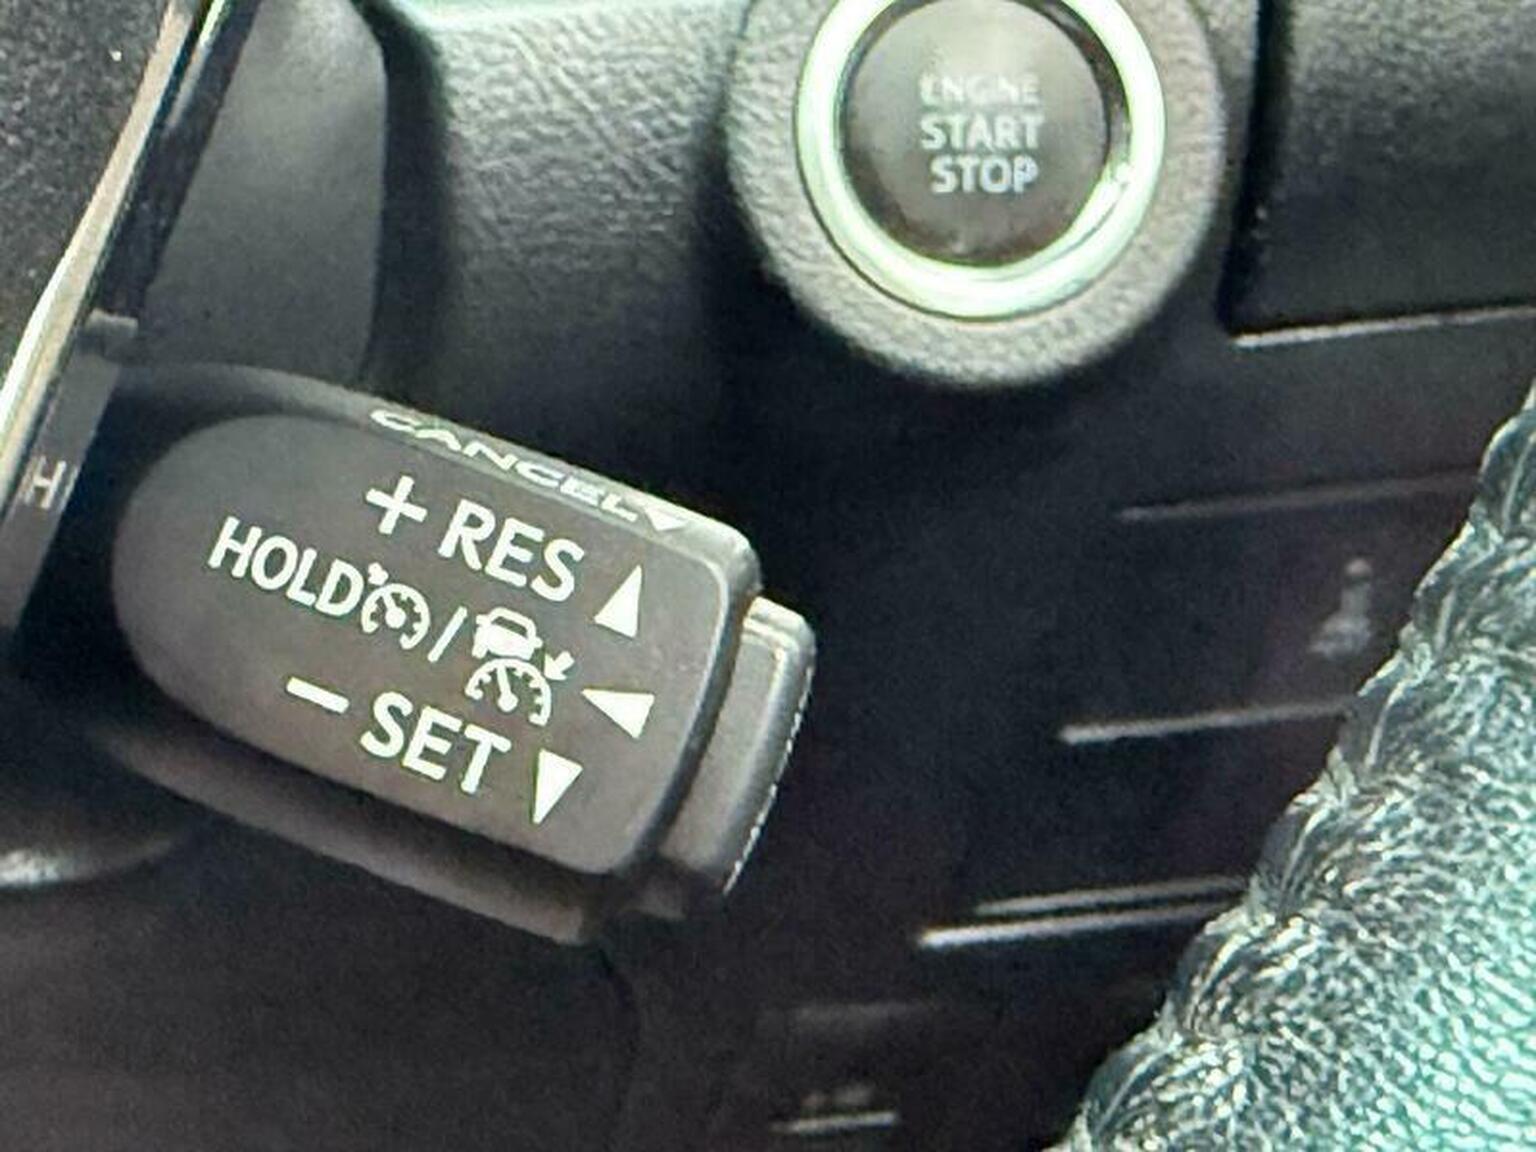 ENGINE
START
STOP
CANCEL
+ RES
HOLD /
- SET
H